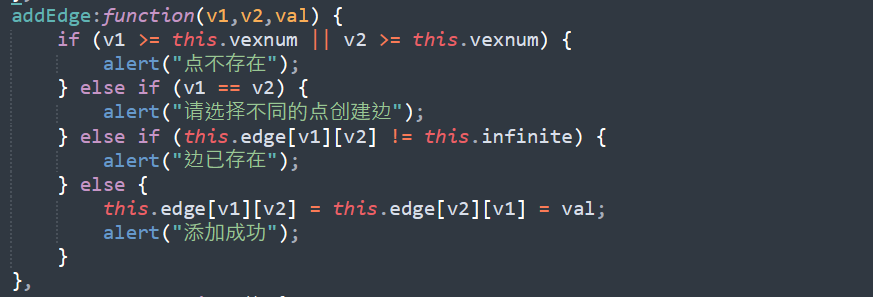 addEdge:function(v1,v2,val) {
if (v1 >= this.vexnum || v2 >= this.vexnum) {
alert("点不存在");
} else if (v1 == v2) {
alert("请选择不同的点创建边");
} else if (this.edge[v1][v2] != this.infinite) {
alert("边已存在");
} else {
this.edge[v1][v2] = this.edge[v2][v1] = val;
alert("添加成功");
}
},